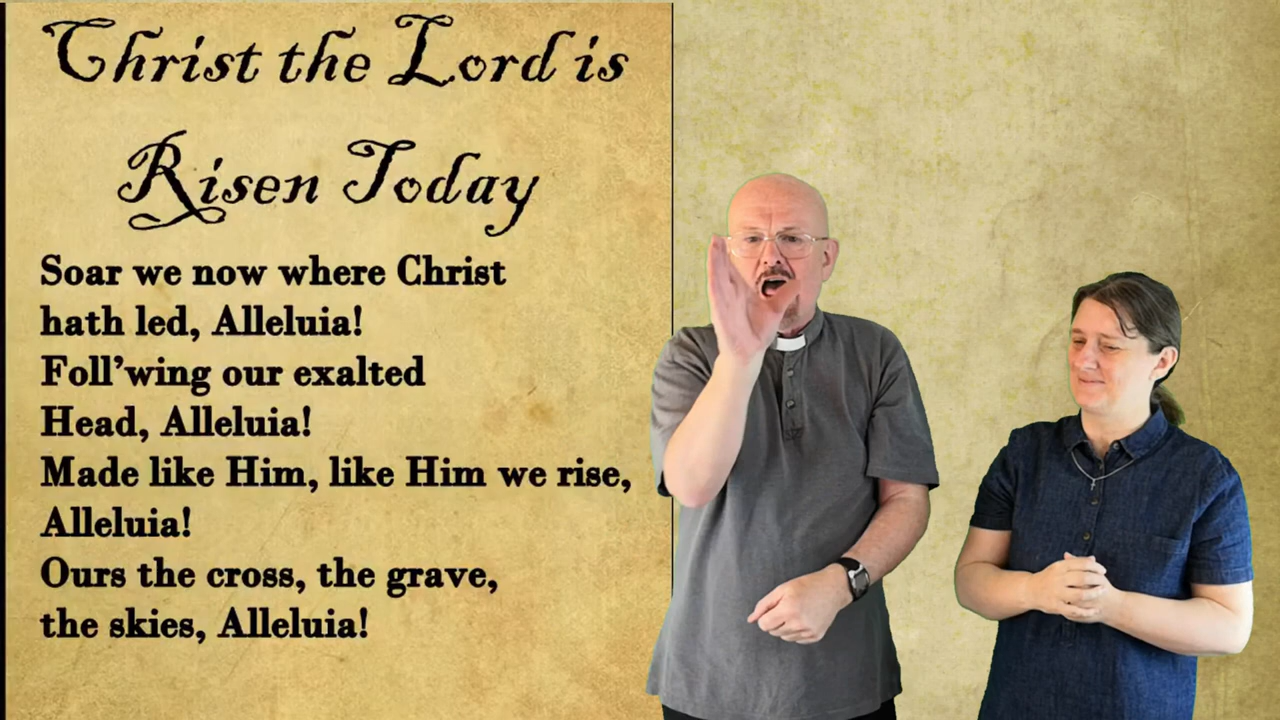 Christ the Lord is
Risen Today
Soar we now where Christ
hath led, Alleluia!
Foll'wing our exalted
Head, Alleluia!
Made like Him, like Him we rise,
Alleluia!
Ours the cross, the grave,
the skies, Alleluia!